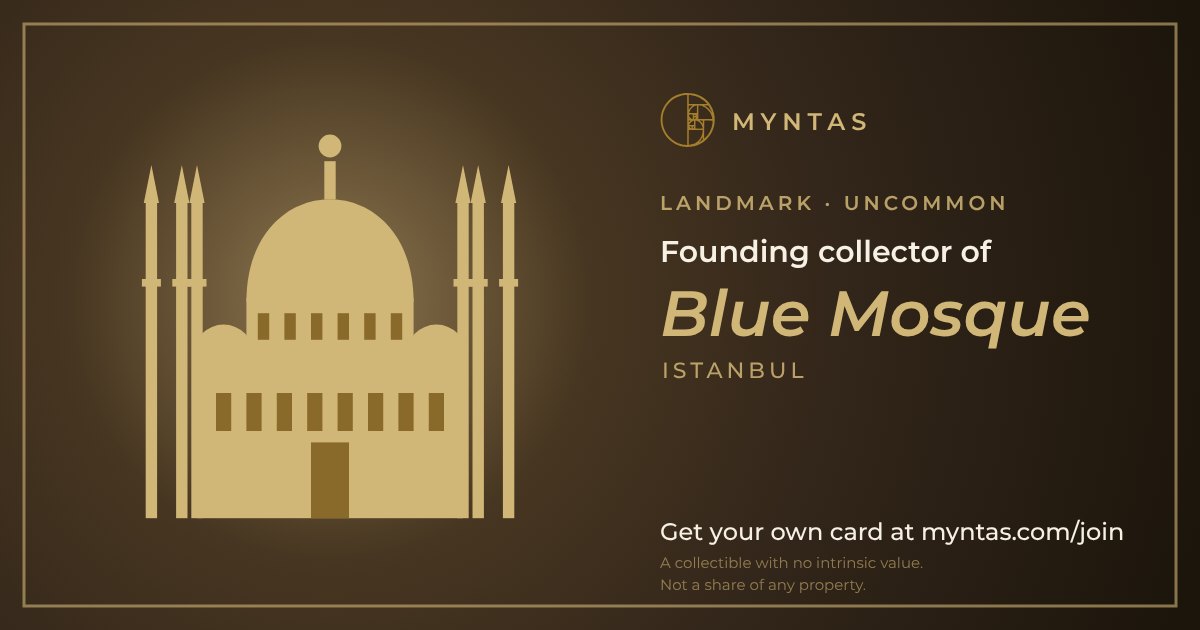 MYNTAS
LANDMARK · UNCOMMON
Founding collector of
Blue Mosque
ISTANBUL
Get your own card at myntas.com/join
A collectible with no intrinsic value.
Not a share of any property.